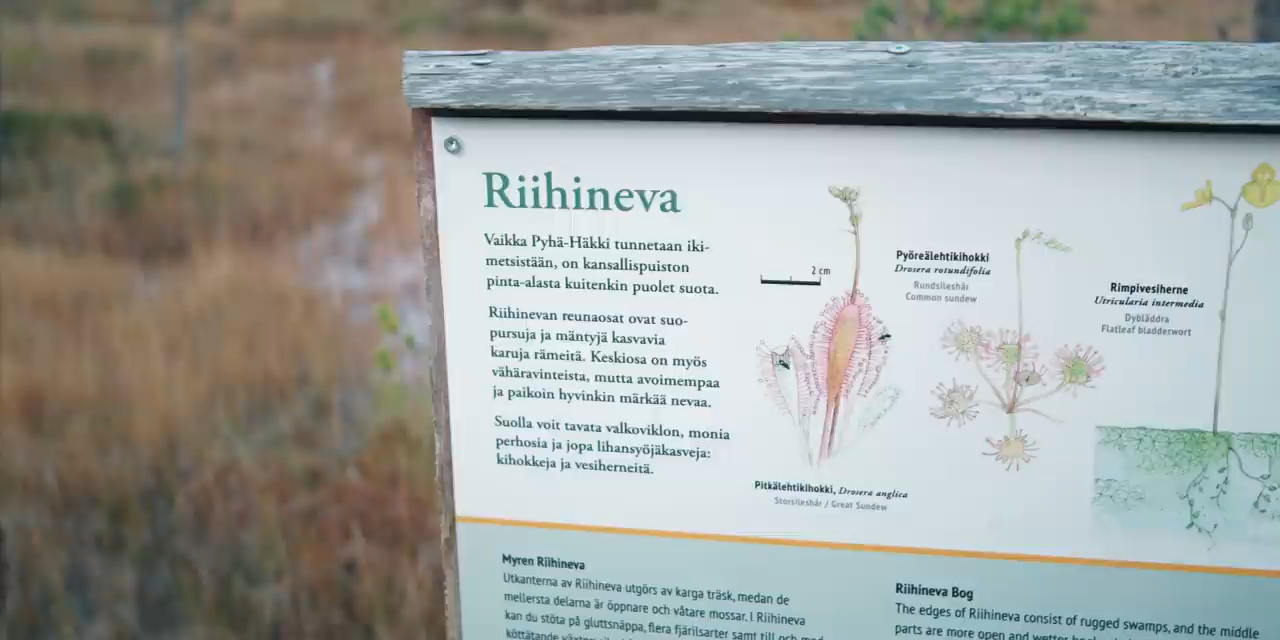 Riihineva
Vaikka Pyhä-Häkki tunnetaan iki-
metsistään, on kansallispuiston
pinta-alasta kuitenkin puolet suota.
Riihinevan reunaosat ovat suo-
pursuja ja mäntyjä kasvavia
karuja rämeitä. Keskiosa on myös
vähäravinteista, mutta avoimempaa
ja paikoin hyvinkin märkää nevaa.
Suolla voit tavata valkoviklon, monia
perhosia ja jopa lihansyöjäkasveja:
kihokkeja ja vesiherneitä.
2 cm
Pitkälehtikihokki, Drosera anglica
Storsileshår / Great Sundew
Pyöreälehtikihokki
Drosera rotundifolia
Rundsileshår
Common sundew
Rimpivesiherne
Utricularia intermedia
Dybläddra
Flatleaf bladderwort
Myren Riihineva
Utkanterna av Riihineva utgörs av karga träsk, medan de
mellersta delarna är öppnare och våtare mossar. I Riihineva
kan du stöta på gluttsnäppa, flera fjärilsarter samt till och med
köttätande
Riihineva Bog
The edges of Riihineva consist of rugged swamps, and the middle
parts are more open and wetter